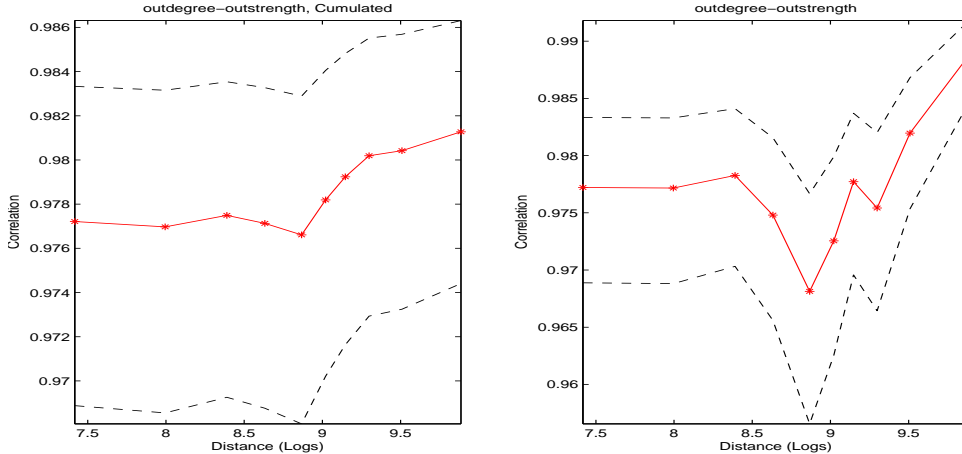 outdegree−outstrength, Cumulated
0.986
0.984
0.982
0.98
0.978
0.976
0.974
0.972
0.97
Correlation
7.5 8 8.5 9 9.5
Distance (Logs)
outdegree−outstrength
0.99
0.985
0.98
0.975
0.97
0.965
0.96
Correlation
7.5 8 8.5 9 9.5
Distance (Logs)